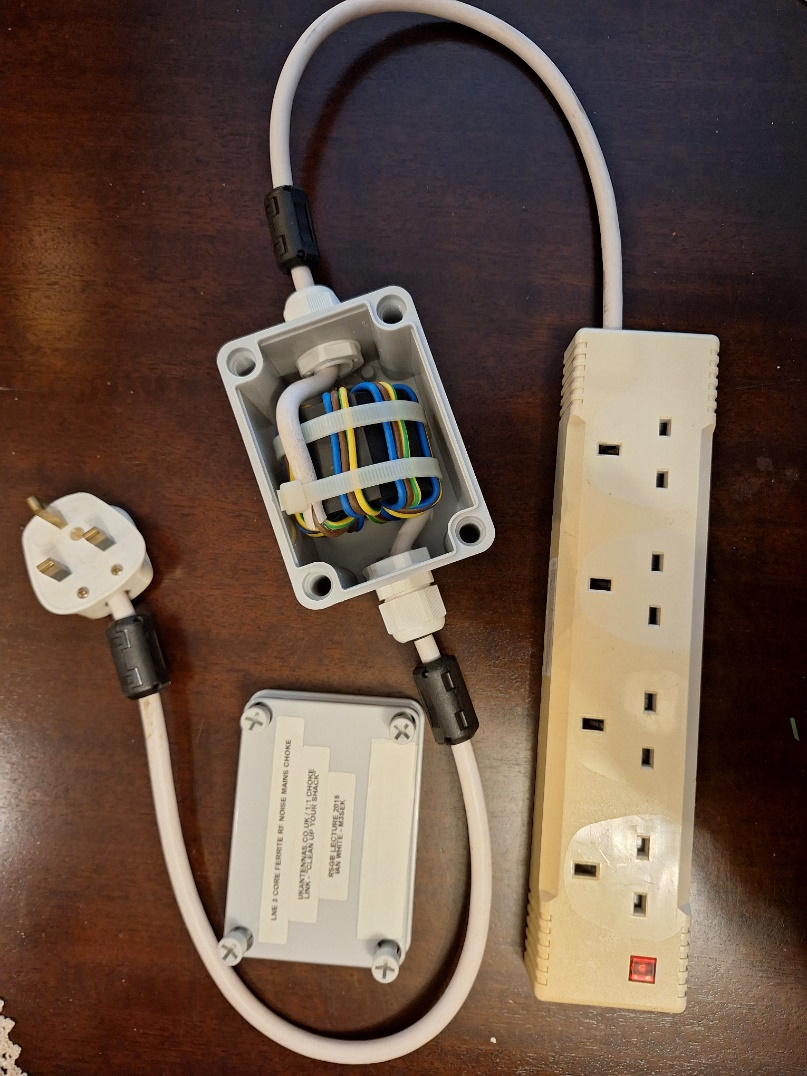 LNE 3 CORE FERRITE RF NOISE MAINS CHOKE
UKANTENNAS.CO.UK / 1:1 CHOKE
LINK - "CLEAN UP YOUR SHACK"
RSGB LECTURE 2018
IAN WHITE -